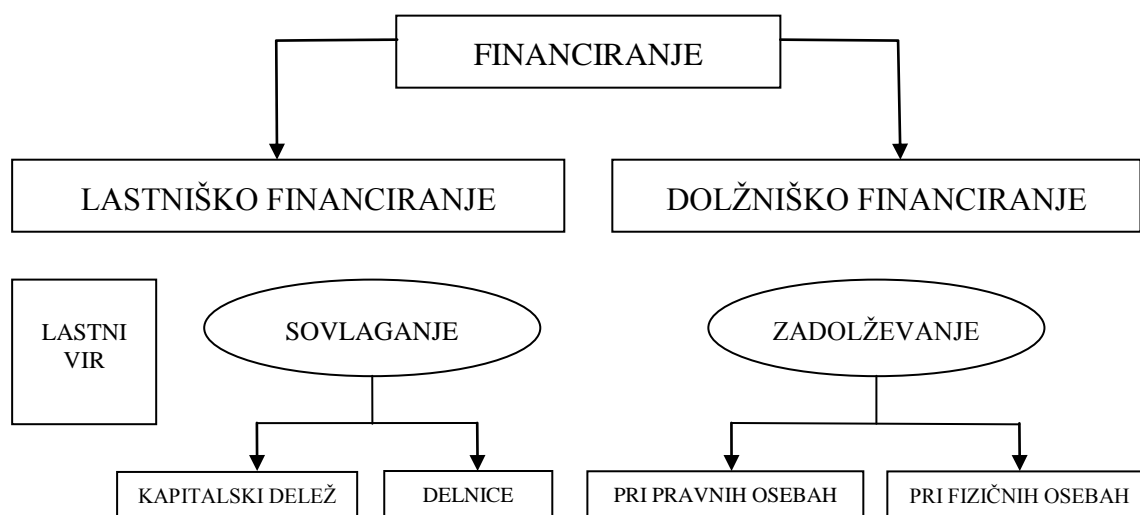 FINANCIRANJE
LASTNIŠKO FINANCIRANJE
DOLŽNIŠKO FINANCIRANJE
LASTNI
VIR
SOVLAGANJE
ZADOLŽEVANJE
KAPITALSKI DELEŽ
DELNICE
PRI PRAVNIH OSEBAH
PRI FIZIČNIH OSEBAH